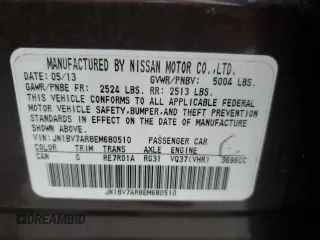 MANUFACTURED BY NISSAN MOTOR CO.,LTD.
DATE: 05/13 GVWR/PNBV: 5004 LBS.
GAWR/PNBE FR: 2524 LBS. RR: 2513 LBS.
THIS VEHICLE CONFORMS TO ALL APPLICABLE FEDERAL
MOTOR VEHICLE SAFETY,BUMPER,AND THEFT PREVENTION
STANDARDS IN EFFECT ON THE DATE OF MANUFACTURE
SHOWN ABOVE.
VIN: JN1BV7AR8EM680510 PASSENGER CAR
COLOR TRIM TRANS AXLE ENGINE
CAN G RE7R01A RG31 VQ37(VHR) 3696CC
JN1BV7AR8EM680510